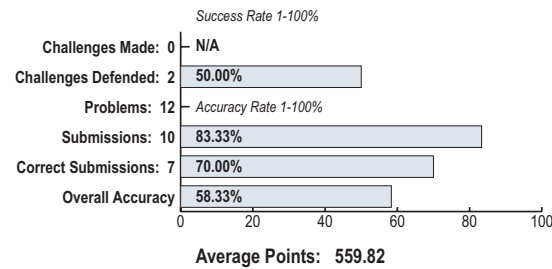 Success Rate 1-100%
Challenges Made: 0 N/A
Challenges Defended: 2 50.00%
Problems: 12 Accuracy Rate 1-100%
Submissions: 10 83.33%
Correct Submissions: 7 70.00%
Overall Accuracy 58.33%
0 20 40 60 80 100
Average Points: 559.82